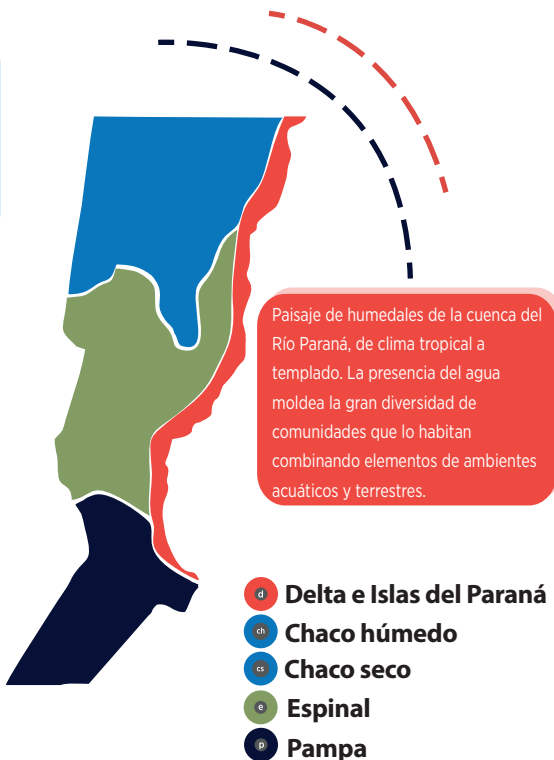 Paisaje de humedales de la cuenca del
Río Paraná, de clima tropical a
templado. La presencia del agua
moldea la gran diversidad de
comunidades que lo habitan
combinando elementos de ambientes
acuáticos y terrestres.
d Delta e Islas del Paraná
ch Chaco húmedo
cs Chaco seco
e Espinal
p Pampa